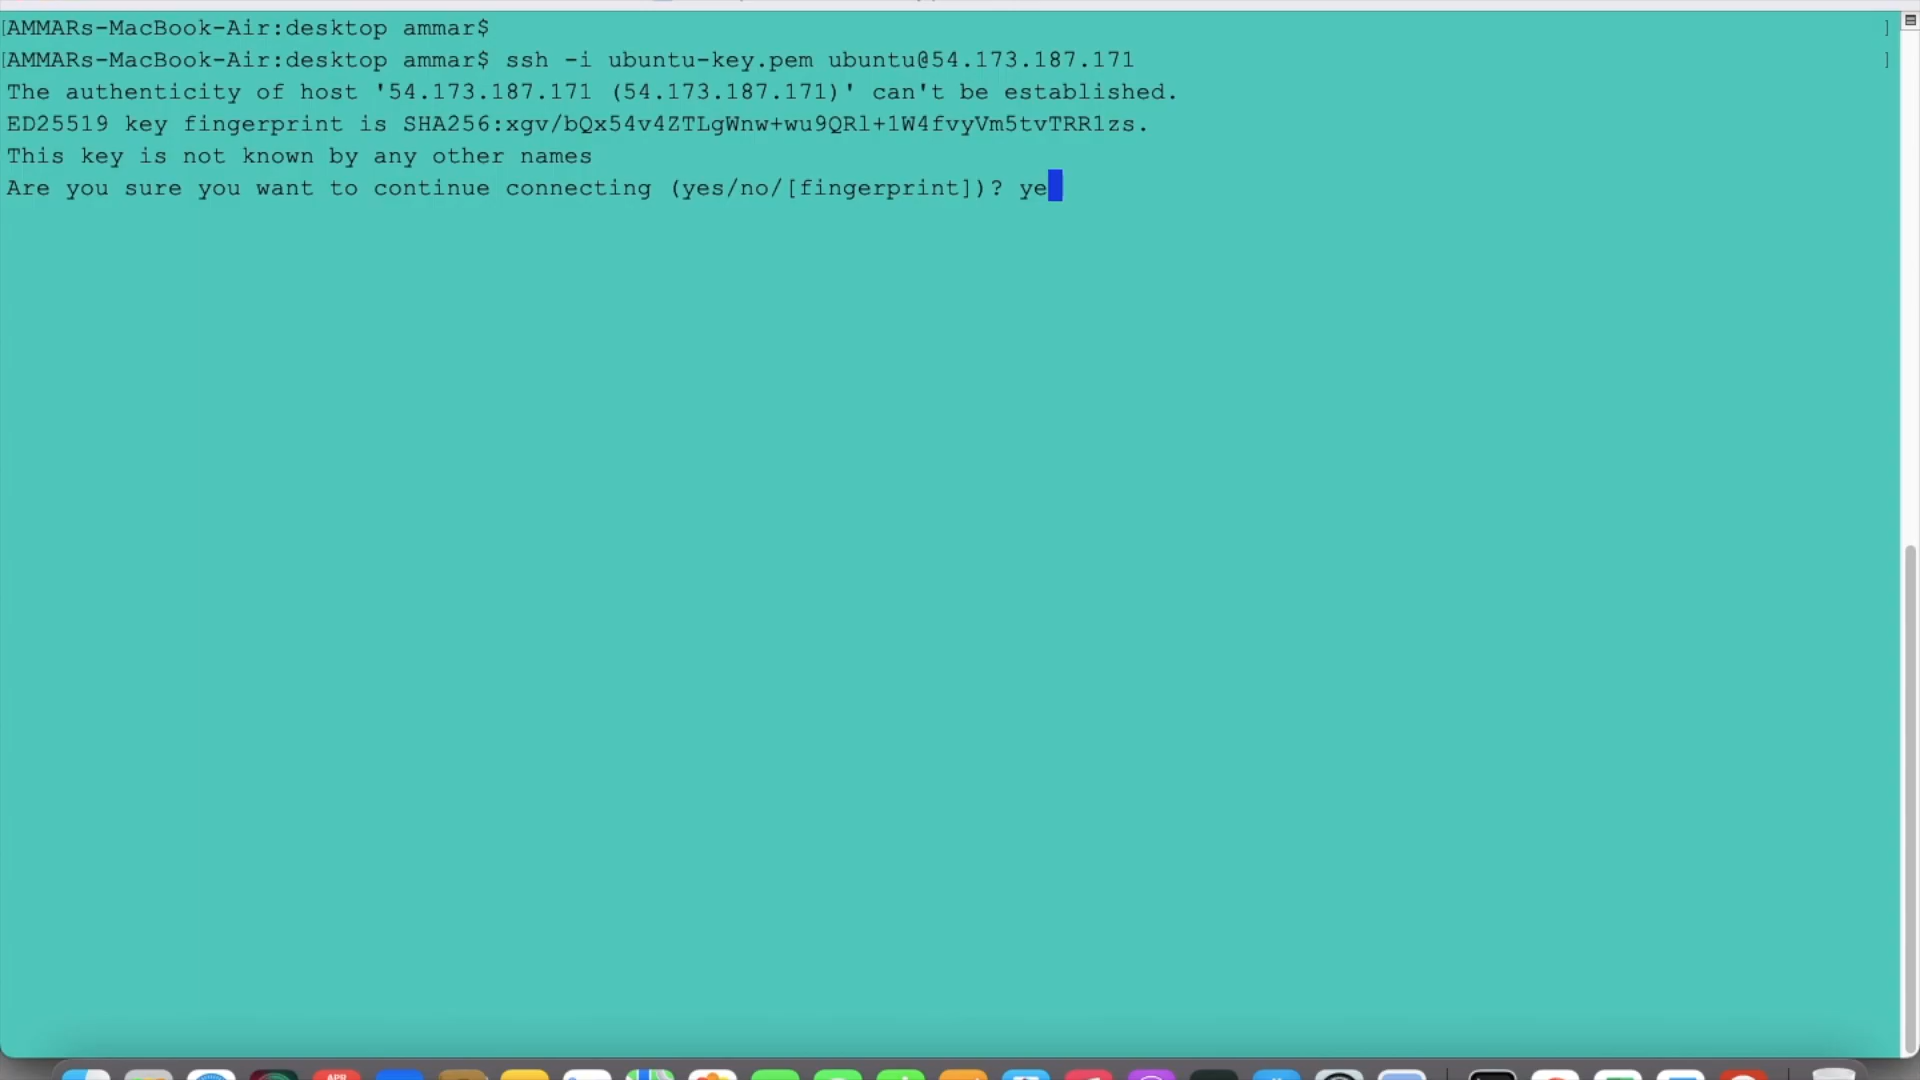 [AMMARs-MacBook-Air:desktop ammar$ ]
[AMMARs-MacBook-Air:desktop ammar$ ssh -i ubuntu-key.pem ubuntu@54.173.187.171 ]
The authenticity of host '54.173.187.171 (54.173.187.171)' can't be established.
ED25519 key fingerprint is SHA256:xgv/bQx54v4ZTLgWnw+wu9QRl+1W4fvyVm5tvTRR1zs.
This key is not known by any other names
Are you sure you want to continue connecting (yes/no/[fingerprint])? ye
APR